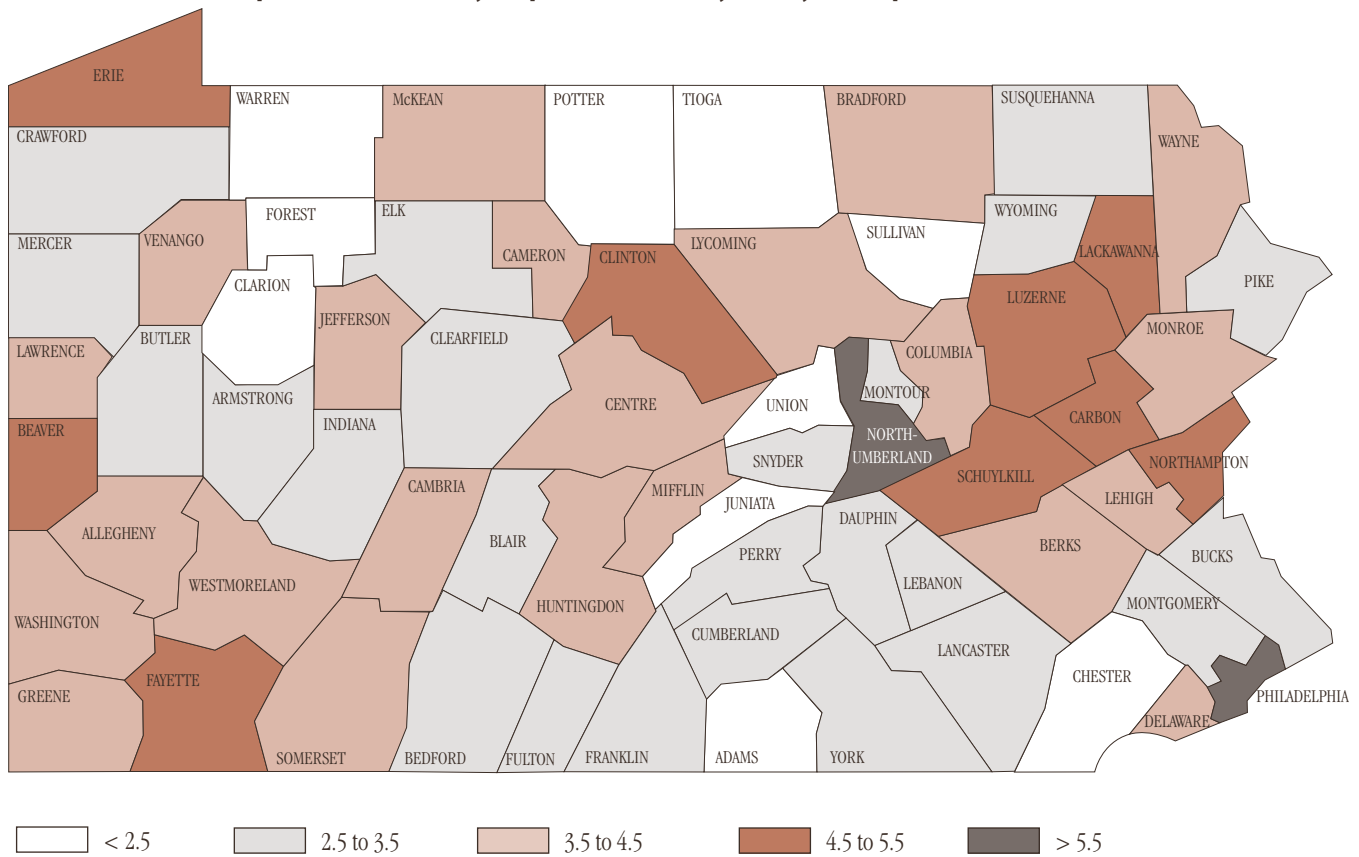 ERIE
WARREN
McKEAN
POTTER
TIOGA
BRADFORD
SUSQUEHANNA
CRAWFORD
WAYNE
ELK
WYOMING
FOREST
SULLIVAN
MERCER
VENANGO
LYCOMING
CAMERON
CLINTON
LACKAWANNA
CLARION
PIKE
LUZERNE
JEFFERSON
MONROE
BUTLER
CLEARFIELD
LAWRENCE
COLUMBIA
MONTOUR
ARMSTRONG
CENTRE
UNION
CARBON
INDIANA
BEAVER
NORTH-
UMBERLAND
SNYDER
NORTHAMPTON
SCHUYLKILL
CAMBRIA
MIFFLIN
LEHIGH
JUNIATA
DAUPHIN
ALLEGHENY
BLAIR
BERKS
PERRY
BUCKS
WESTMORELAND
LEBANON
HUNTINGDON
MONTGOMERY
WASHINGTON
CUMBERLAND
LANCASTER
CHESTER
FAYETTE
GREENE
PHILADELPHIA
DELAWARE
SOMERSET
BEDFORD
FULTON
FRANKLIN
ADAMS
YORK
< 2.5
2.5 to 3.5
3.5 to 4.5
4.5 to 5.5
> 5.5